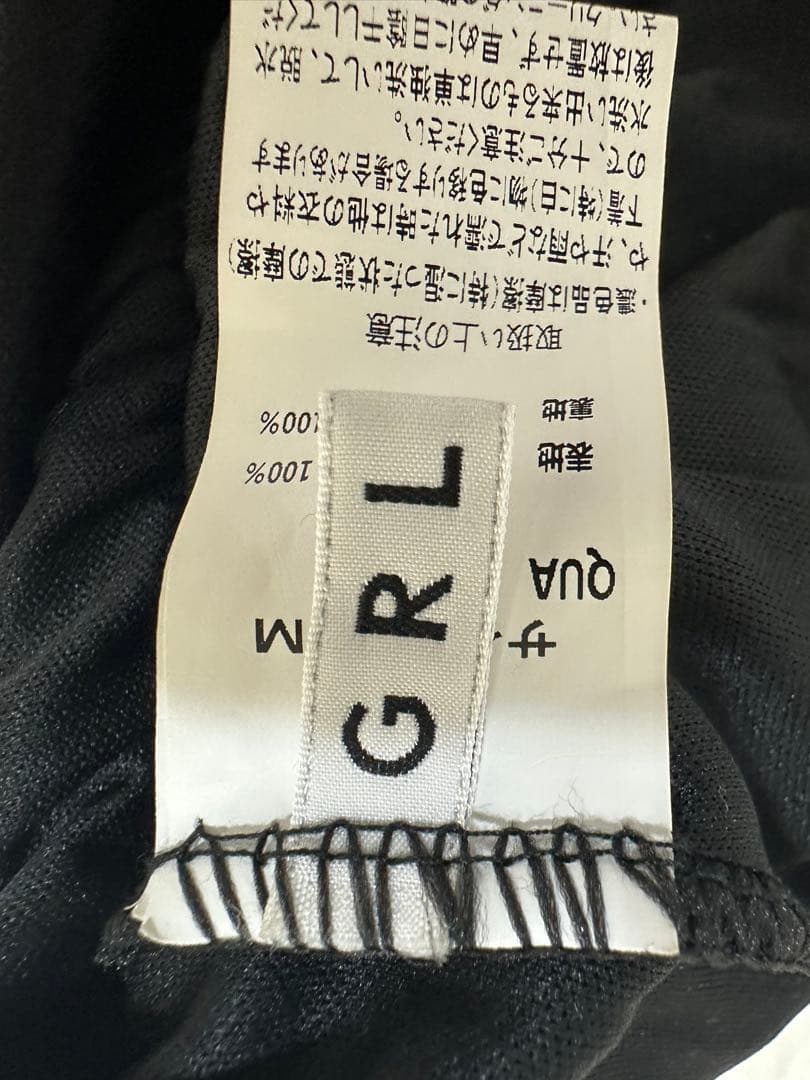 GRL
サ M
QUA
表地 100%
裏地 100%
取扱い上の注意
・濃色品は摩擦(特に湿った状態での摩擦)
や、汗や雨などで濡れた時は他の衣料や
下着(特に白)物に色移りする場合があります
ので、十分ご注意ください。
水洗い出来るものは単独洗いして、脱水
後は放置せず、早めに日陰干ししてくだ
さい。